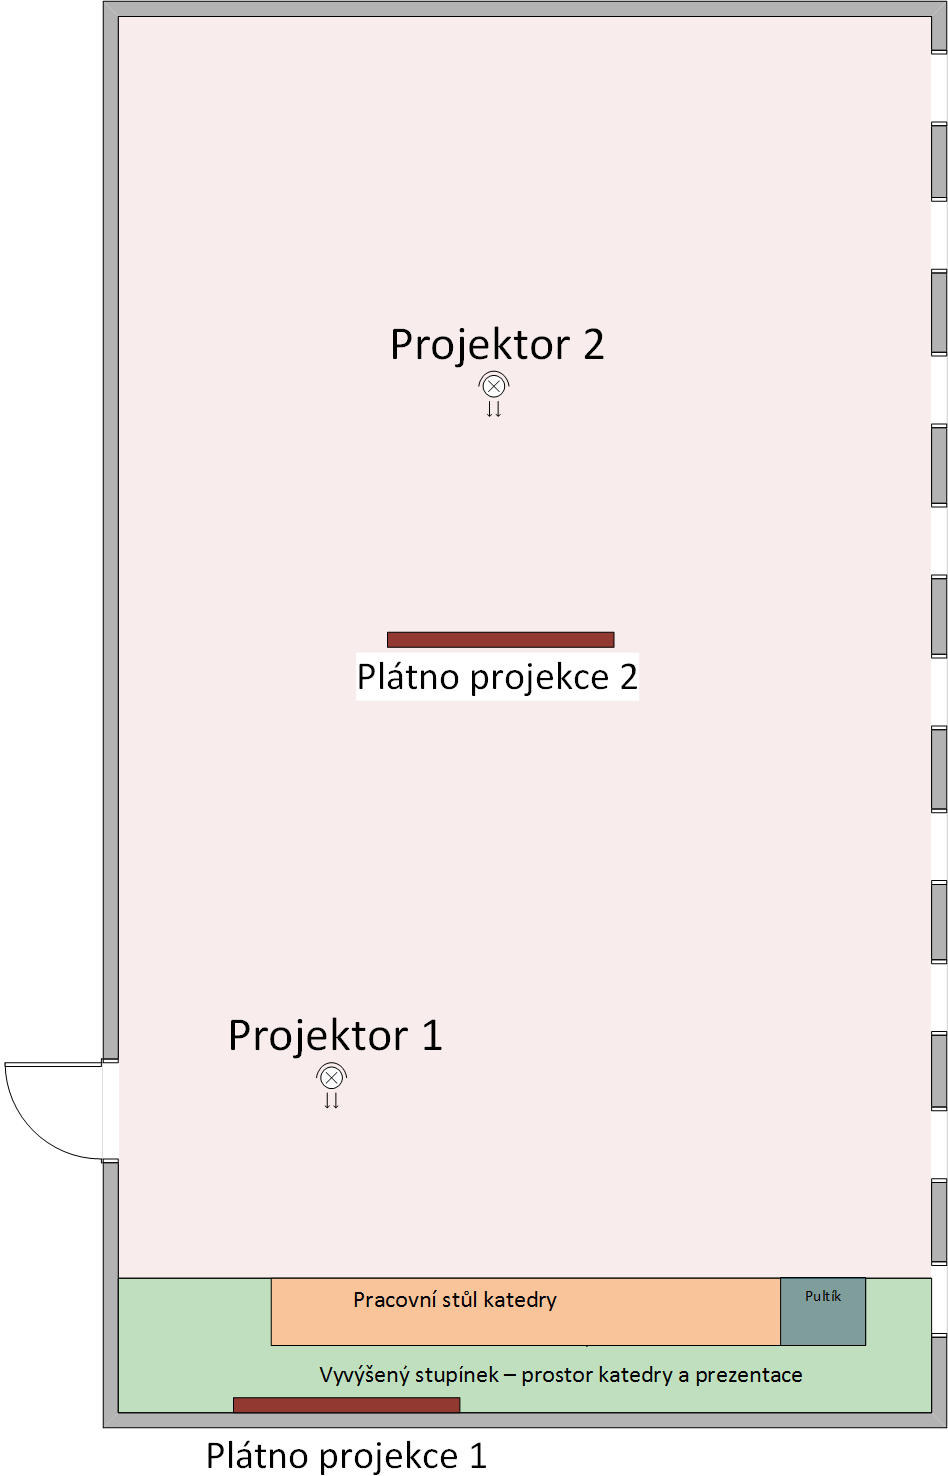 Projektor 2
Plátno projekce 2
Projektor 1
Pracovní stůl katedry
Pultík
Vyvýšený stupínek – prostor katedry a prezentace
Plátno projekce 1